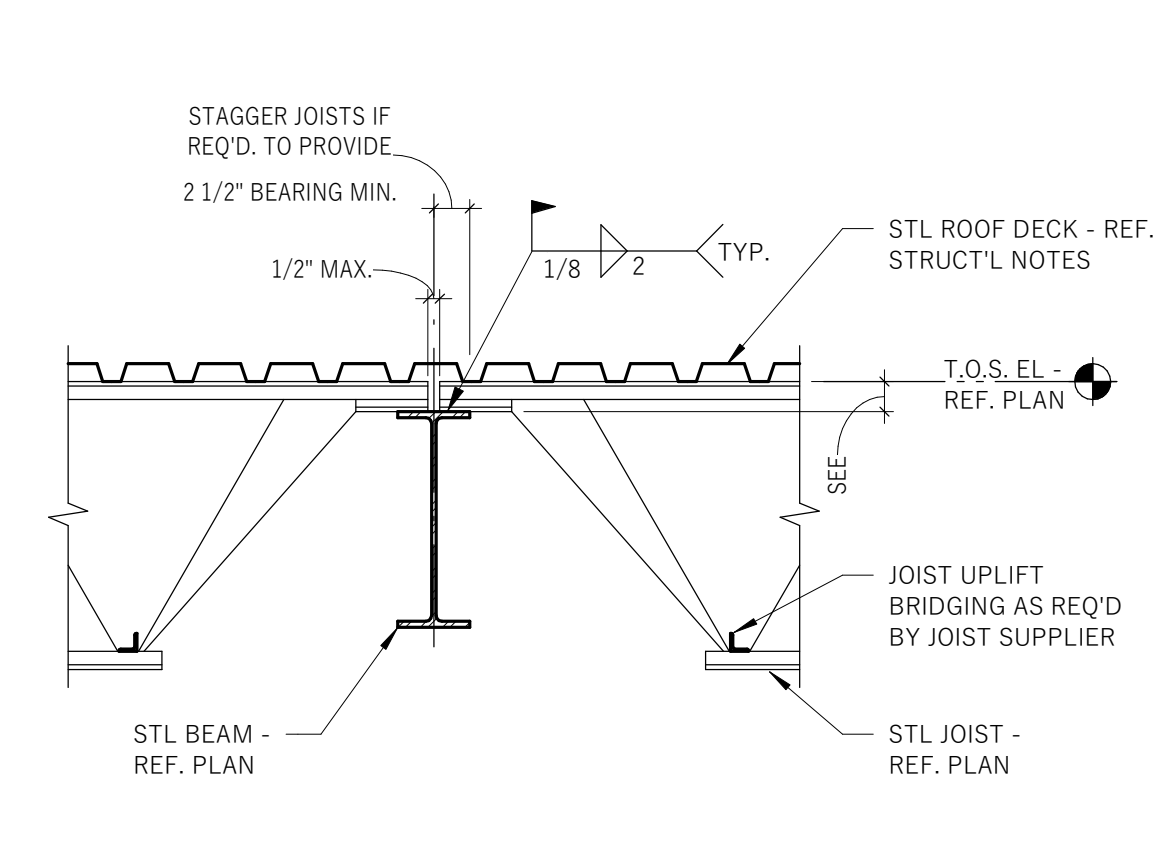 STAGGER JOISTS IF
REQ'D. TO PROVIDE
2 1/2" BEARING MIN.
1/2" MAX.
1/8
2
TYP.
STL ROOF DECK - REF.
STRUCT'L NOTES
T.O.S. EL -
REF. PLAN
SEE
JOIST UPLIFT
BRIDGING AS REQ'D
BY JOIST SUPPLIER
STL BEAM -
REF. PLAN
STL JOIST -
REF. PLAN